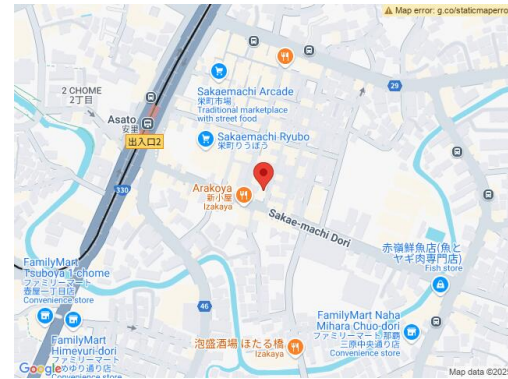 Map error: g.co/staticmaperro
29
2 CHOME
2丁目
Sakaemachi Arcade
栄町市場
Traditional marketplace
with street food
Asato
安里
出入口2
Sakaemachi Ryubo
栄町りうぼう
330
Arakoya
新小屋
Izakaya
Sakae-machi Dori
赤嶺鮮魚店(魚と
ヤギ肉専門店)
Fish store
FamilyMart
Tsuboya 1-chome
ファミリーマート
壺屋一丁目店
Convenience store
46
FamilyMart
Himeyuri-dori
ファミリーマート
めゆり通り店
Convenience store
泡盛酒場 ほたる橋
Izakaya
FamilyMart Naha
Mihara Chuo-dori
ファミリーマート那覇
三原中央通り店
Convenience store
Google
Map data ©2025